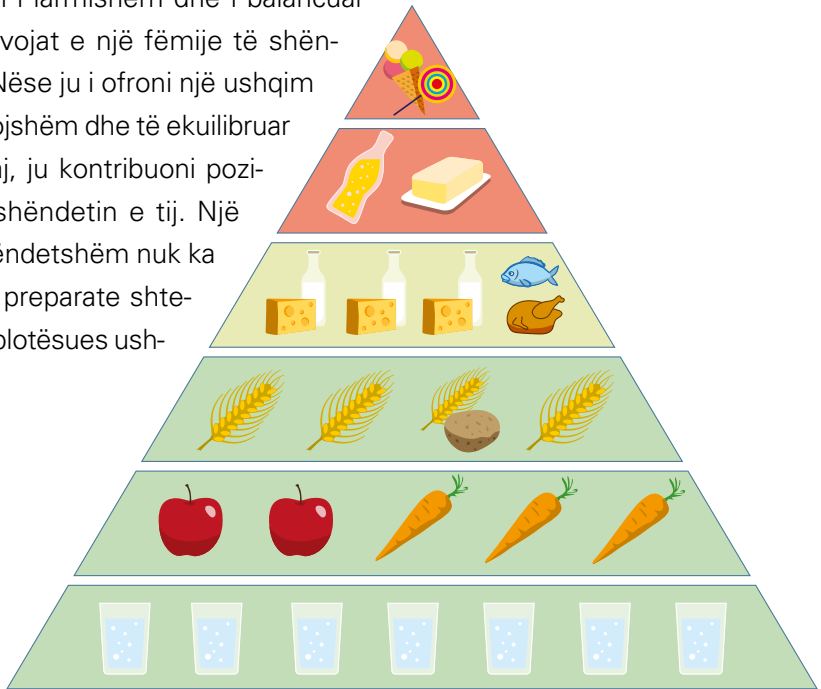 dhe i balancuar
vojat e një fëmije të shën-
Nëse ju i ofroni një ushqim
ojshëm dhe të ekuilibruar
aj, ju kontribuoni pozi-
shëndetin e tij. Një
ëndetshëm nuk ka
preparate shte-
plotësues ush-